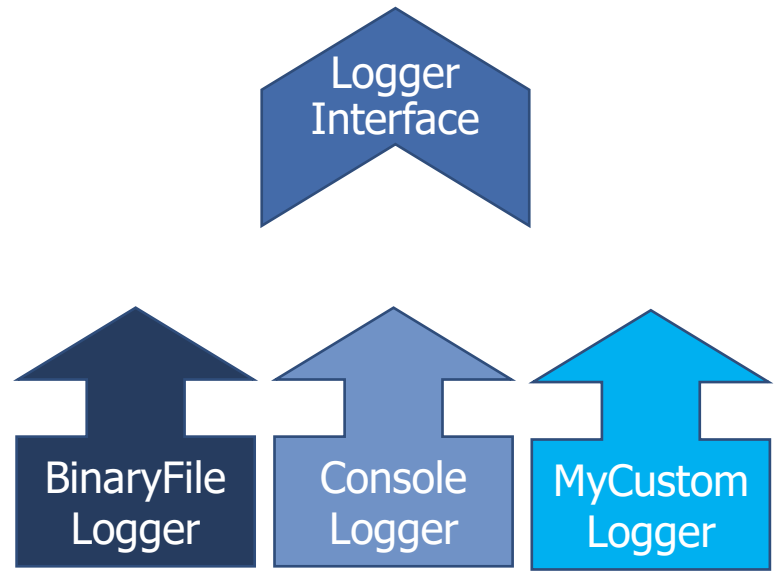 Logger
Interface
BinaryFile
Logger
Console
Logger
MyCustom
Logger